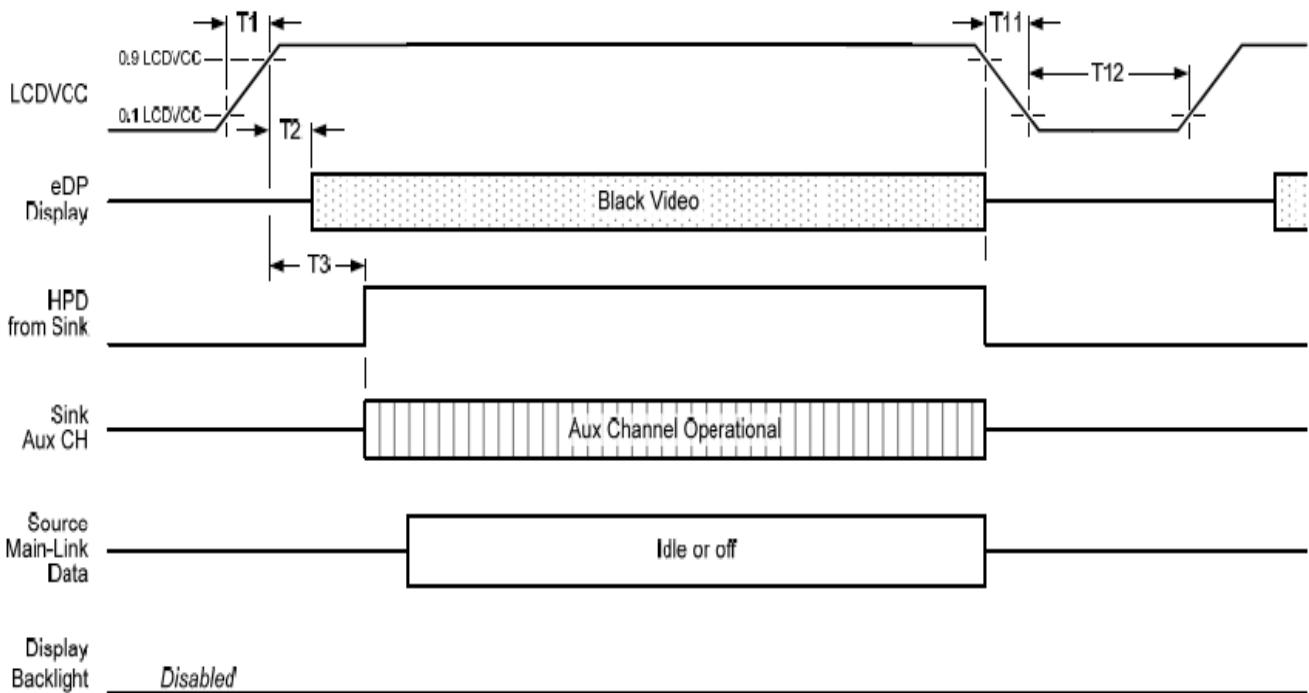 T1
T11
0.9 LCDVCC
T12
LCDVCC
0.1 LCDVCC
T2
eDP
Display
Black Video
T3
HPD
from Sink
Sink
Aux CH
Aux Channel Operational
Source
Main-Link
Data
Idle or off
Display
Backlight
Disabled